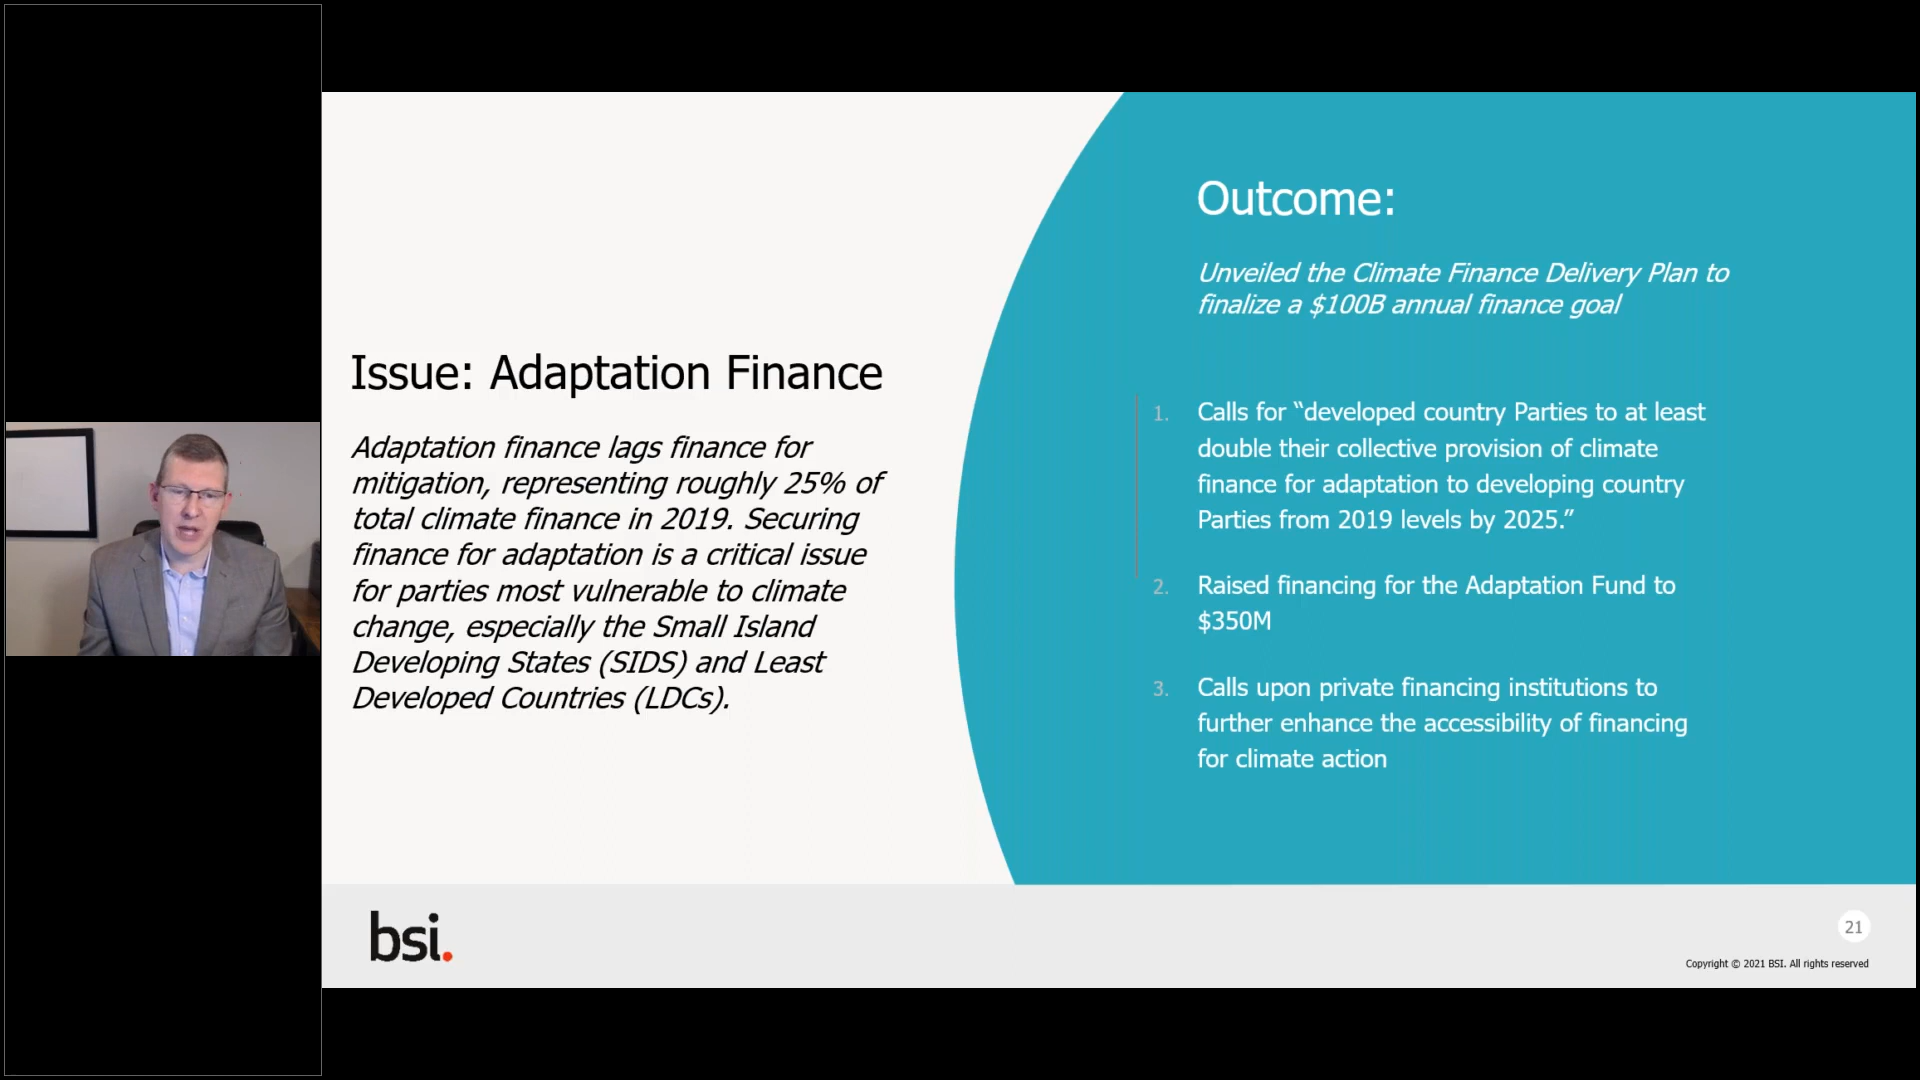 Issue: Adaptation Finance
Adaptation finance lags finance for
mitigation, representing roughly 25% of
total climate finance in 2019. Securing
finance for adaptation is a critical issue
for parties most vulnerable to climate
change, especially the Small Island
Developing States (SIDS) and Least
Developed Countries (LDCs).
Outcome:
Unveiled the Climate Finance Delivery Plan to
finalize a $100B annual finance goal
1. Calls for “developed country Parties to at least
double their collective provision of climate
finance for adaptation to developing country
Parties from 2019 levels by 2025.”
2. Raised financing for the Adaptation Fund to
$350M
3. Calls upon private financing institutions to
further enhance the accessibility of financing
for climate action
bsi.
21
Copyright © 2021 BSI. All rights reserved